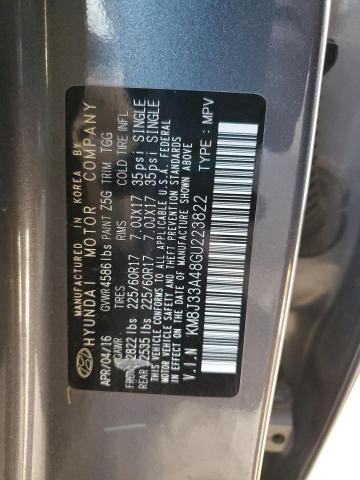 MANUFACTURED IN KOREA BY
HYUNDAI MOTOR COMPANY
APR/04/16 GVWR 4586 lbs PAINT Z5G TRIM TGG
GAWR TIRES RIMS COLD TIRE INFL
2822 lbs 225/60R17 7.0JX17 35psi SINGLE
REAR 2535 lbs 225/60R17 7.0JX17 35psi SINGLE
THIS VEHICLE CONFORMS TO ALL APPLICABLE U.S.A. FEDERAL
MOTOR VEHICLE SAFETY AND THEFT PREVENTION STANDARDS
IN EFFECT ON THE DATE OF MANUFACTURE SHOWN ABOVE.
V.I.N : KM8J33A48GU223822 TYPE : MPV